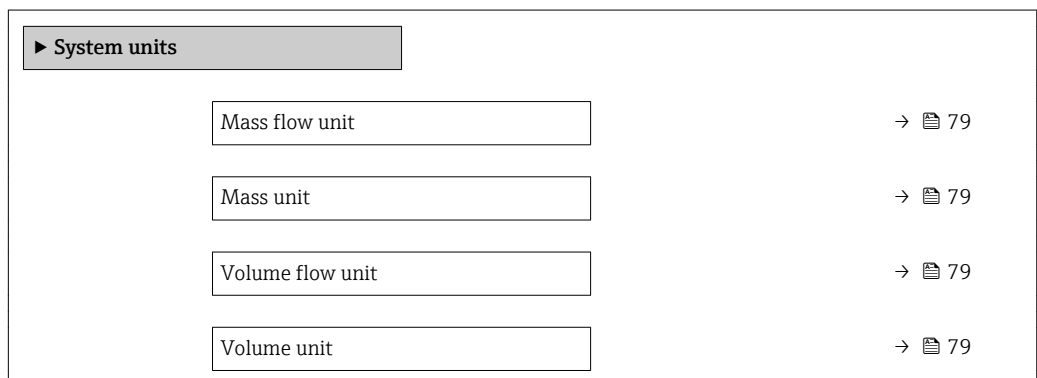 ▶ System units
Mass flow unit → 79
Mass unit → 79
Volume flow unit → 79
Volume unit → 79